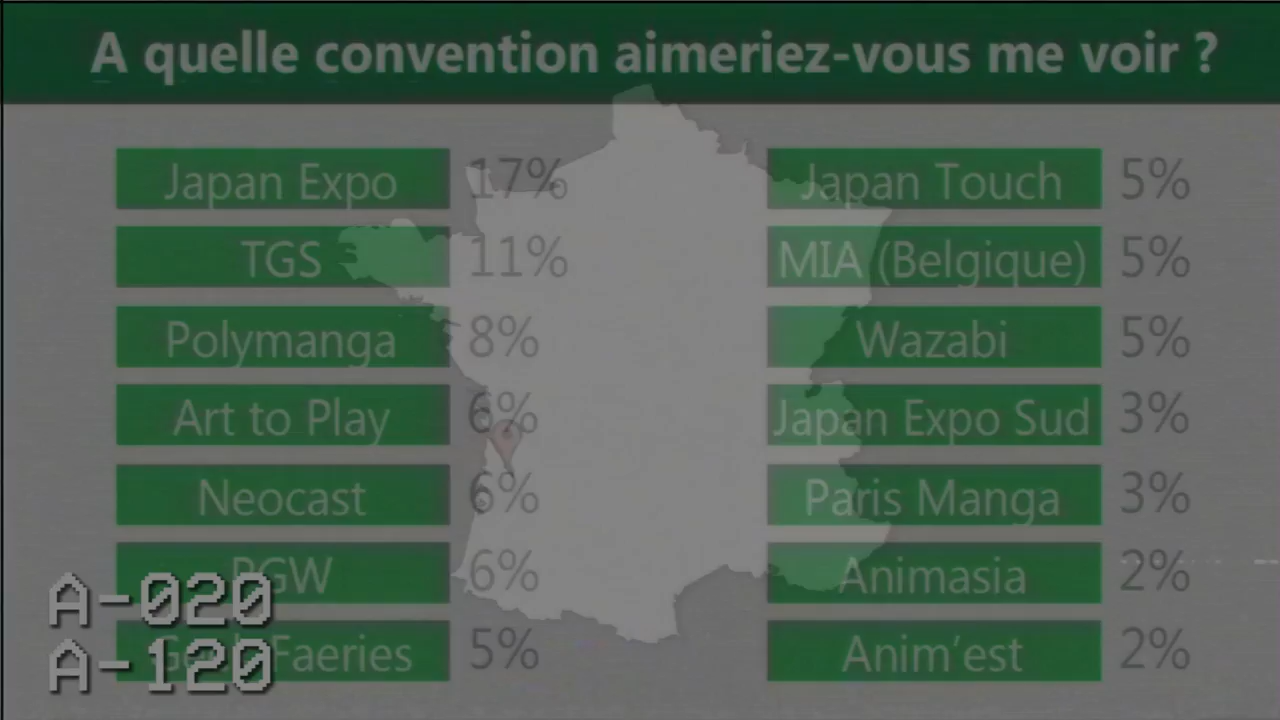 A quelle convention aimeriez-vous me voir ?
Japan Expo 17%
TGS 11%
Polymanga 8%
Art to Play 6%
Neocast 6%
PGW 6%
Geek Faeries 5%
Japan Touch 5%
MIA (Belgique) 5%
Wazabi 5%
Japan Expo Sud 3%
Paris Manga 3%
Animasia 2%
Anim'est 2%
A-020
A-120